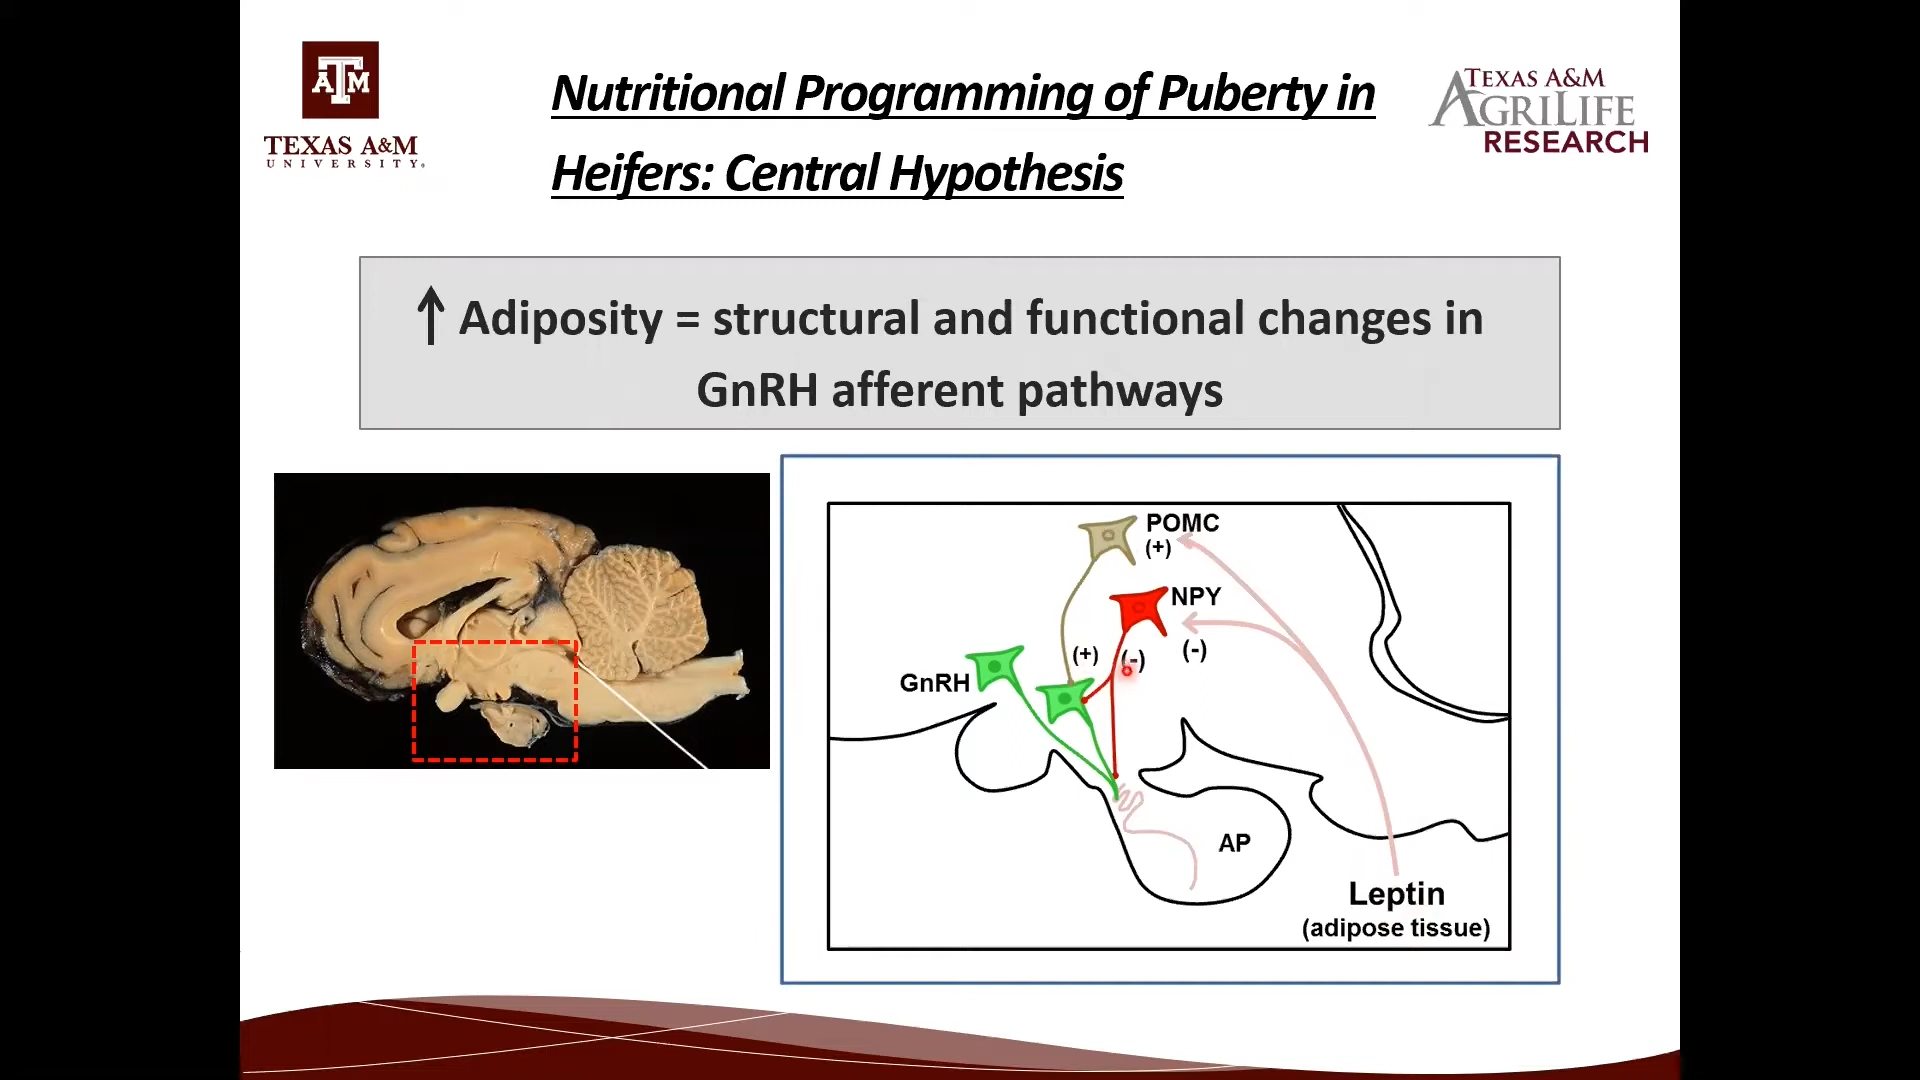 ATM
TEXAS A&M
UNIVERSITY®
Nutritional Programming of Puberty in
Heifers: Central Hypothesis
TEXAS A&M
AGRILIFE
RESEARCH
↑ Adiposity = structural and functional changes in
GnRH afferent pathways
POMC
(+)
NPY
(-)
(+)
(-)
GnRH
AP
Leptin
(adipose tissue)